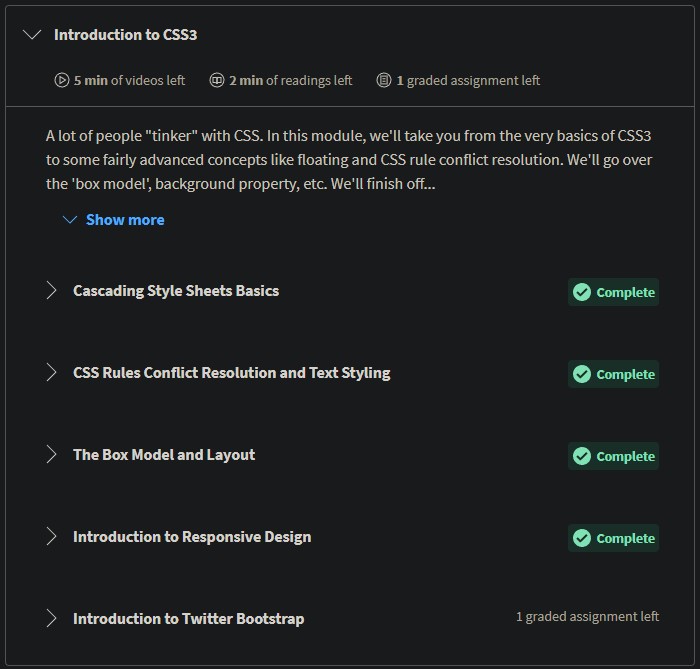 Introduction to CSS3
5 min of videos left 2 min of readings left 1 graded assignment left
A lot of people "tinker" with CSS. In this module, we'll take you from the very basics of CSS3
to some fairly advanced concepts like floating and CSS rule conflict resolution. We'll go over
the 'box model', background property, etc. We'll finish off...
Show more
Cascading Style Sheets Basics Complete
CSS Rules Conflict Resolution and Text Styling Complete
The Box Model and Layout Complete
Introduction to Responsive Design Complete
Introduction to Twitter Bootstrap 1 graded assignment left